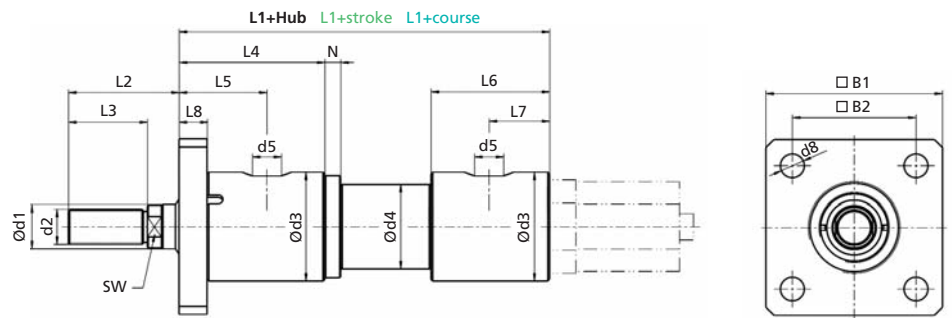 L1+Hub L1+stroke L1+course
L4
N
L2
L5
L6
L3
L8
L7
d5
d5
Ød1
d2
Ød3
Ød4
Ød3
SW
□ B1
□ B2
d8